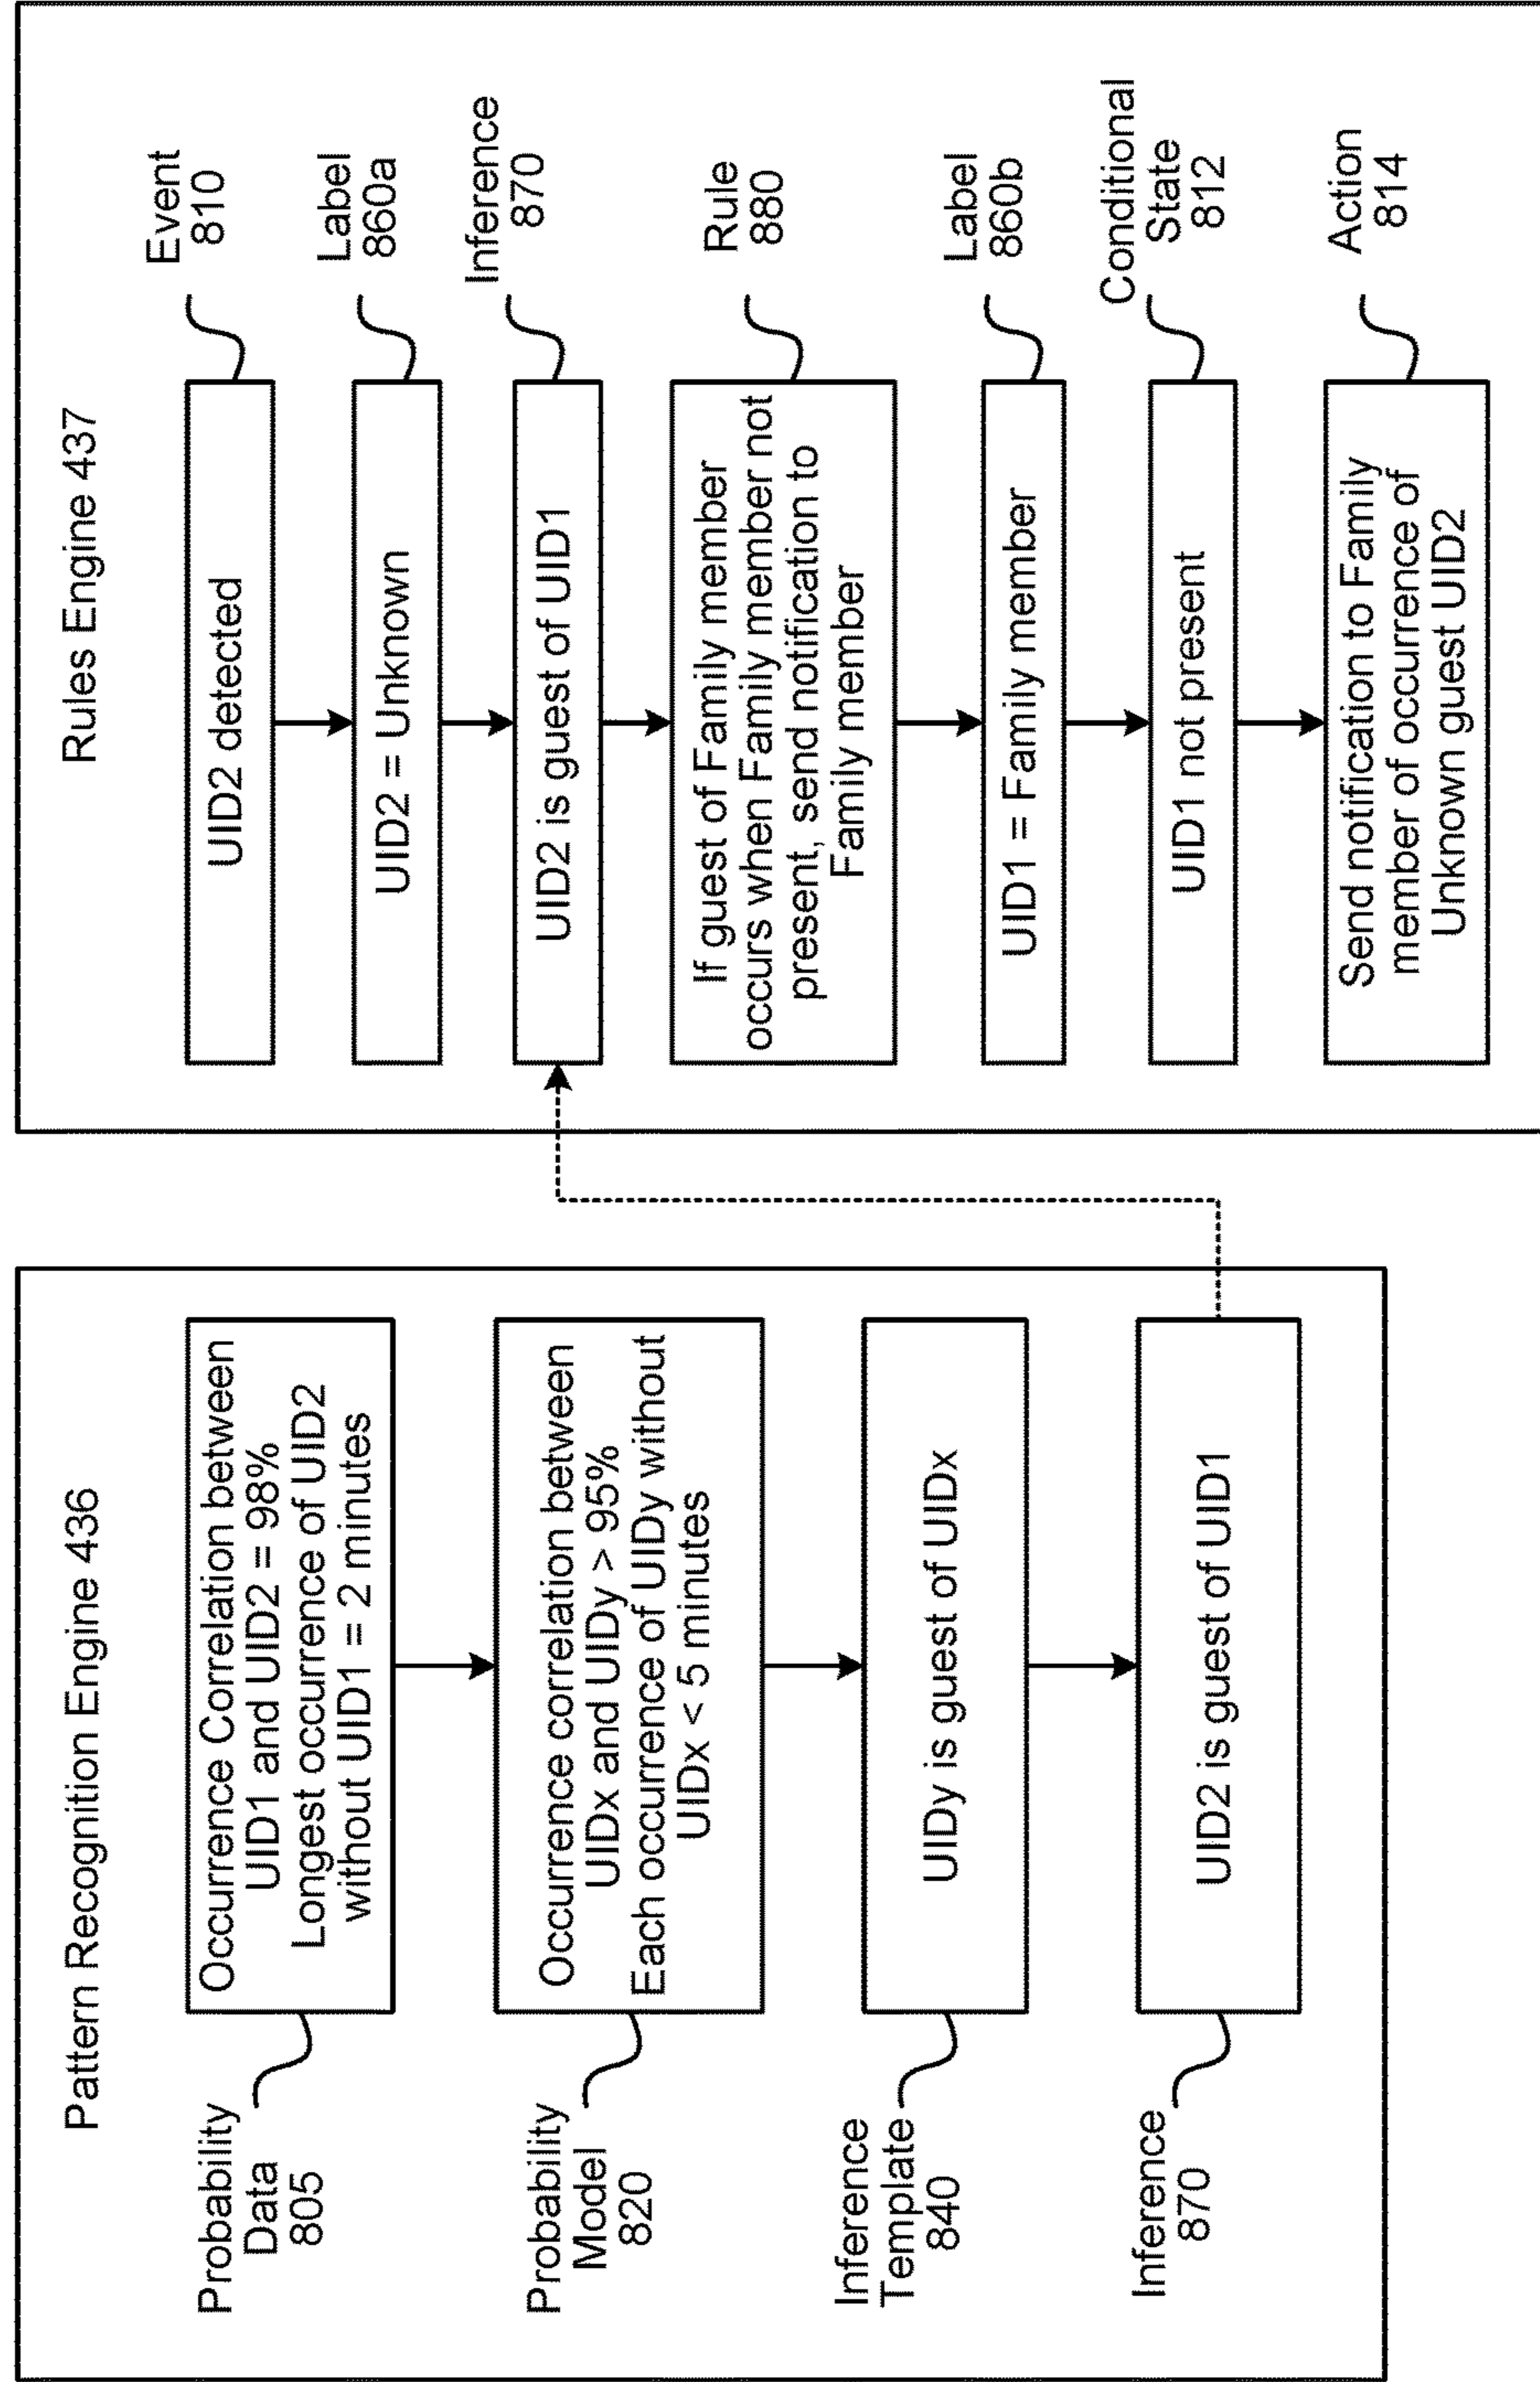 Pattern Recognition Engine 436
Probability
Data
805
Occurrence Correlation between
UID1 and UID2 = 98%
Longest occurrence of UID2
without UID1 = 2 minutes
Probability
Model
820
Occurrence correlation between
UIDx and UIDy > 95%
Each occurrence of UIDy without
UIDx < 5 minutes
Inference
Template
840
UIDy is guest of UIDx
Inference
870
UID2 is guest of UID1
Rules Engine 437
UID2 detected
Event
810
UID2 = Unknown
Label
860a
UID2 is guest of UID1
Inference
870
If guest of Family member
occurs when Family member not
present, send notification to
Family member
Rule
880
UID1 = Family member
Label
860b
UID1 not present
Conditional
State
812
Send notification to Family
member of occurrence of
Unknown guest UID2
Action
814